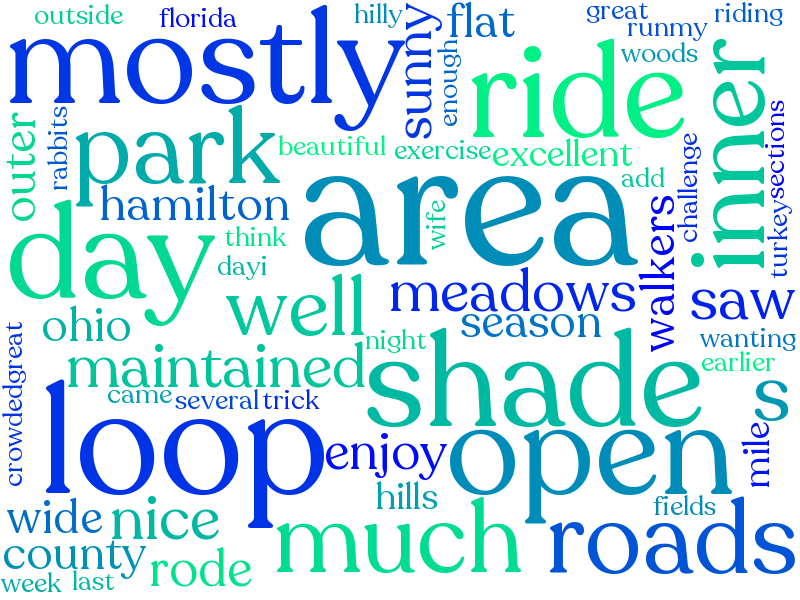 outside
florida
hilly
flat
great
riding
runmy
woods
mostly
sunny
enough
ride
inner
outer
rabbits
park
beautiful
exercise
excellent
challenge
sections
hamilton
area
add
wife
day
think
dayi
walkers
turkey
well
meadows
saw
ohio
season
wanting
night
maintained
shade
earlier
crowdedgreat
came
several
trick
s
loop
enjoy
open
mile
hills
wide
nice
fields
much
roads
county
rode
week
last